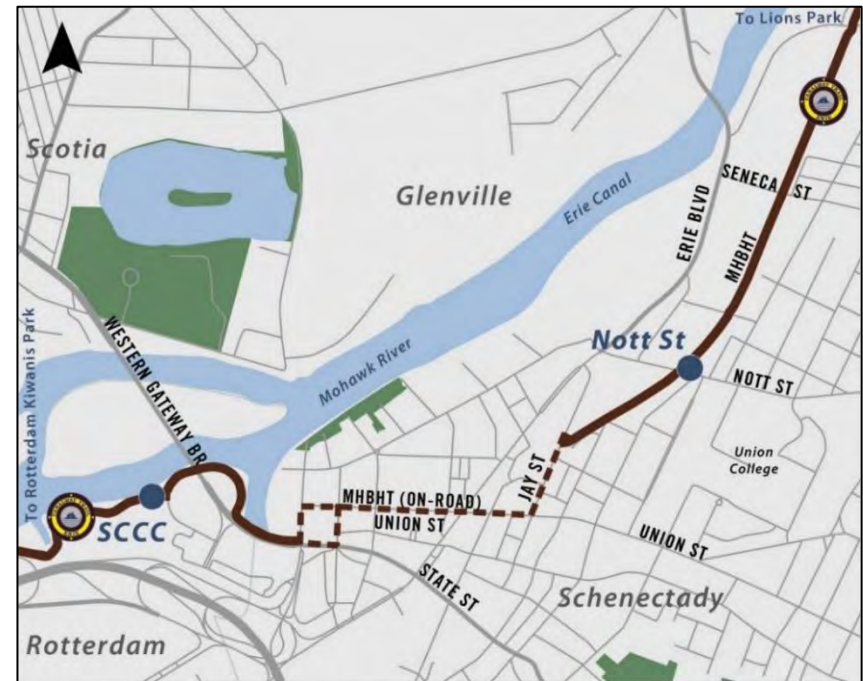 To Lions Park
Scotia
Glenville
Erie Canal
SENECA ST
ERIE BLVD
MHBHT
Nott St
NOTT ST
Mohawk River
WESTERN GATEWAY BR
To Rotterdam Kiwanis Park
Union
College
JAY ST
MHBHT (ON-ROAD)
UNION ST
SCCC
UNION ST
STATE ST
Schenectady
Rotterdam